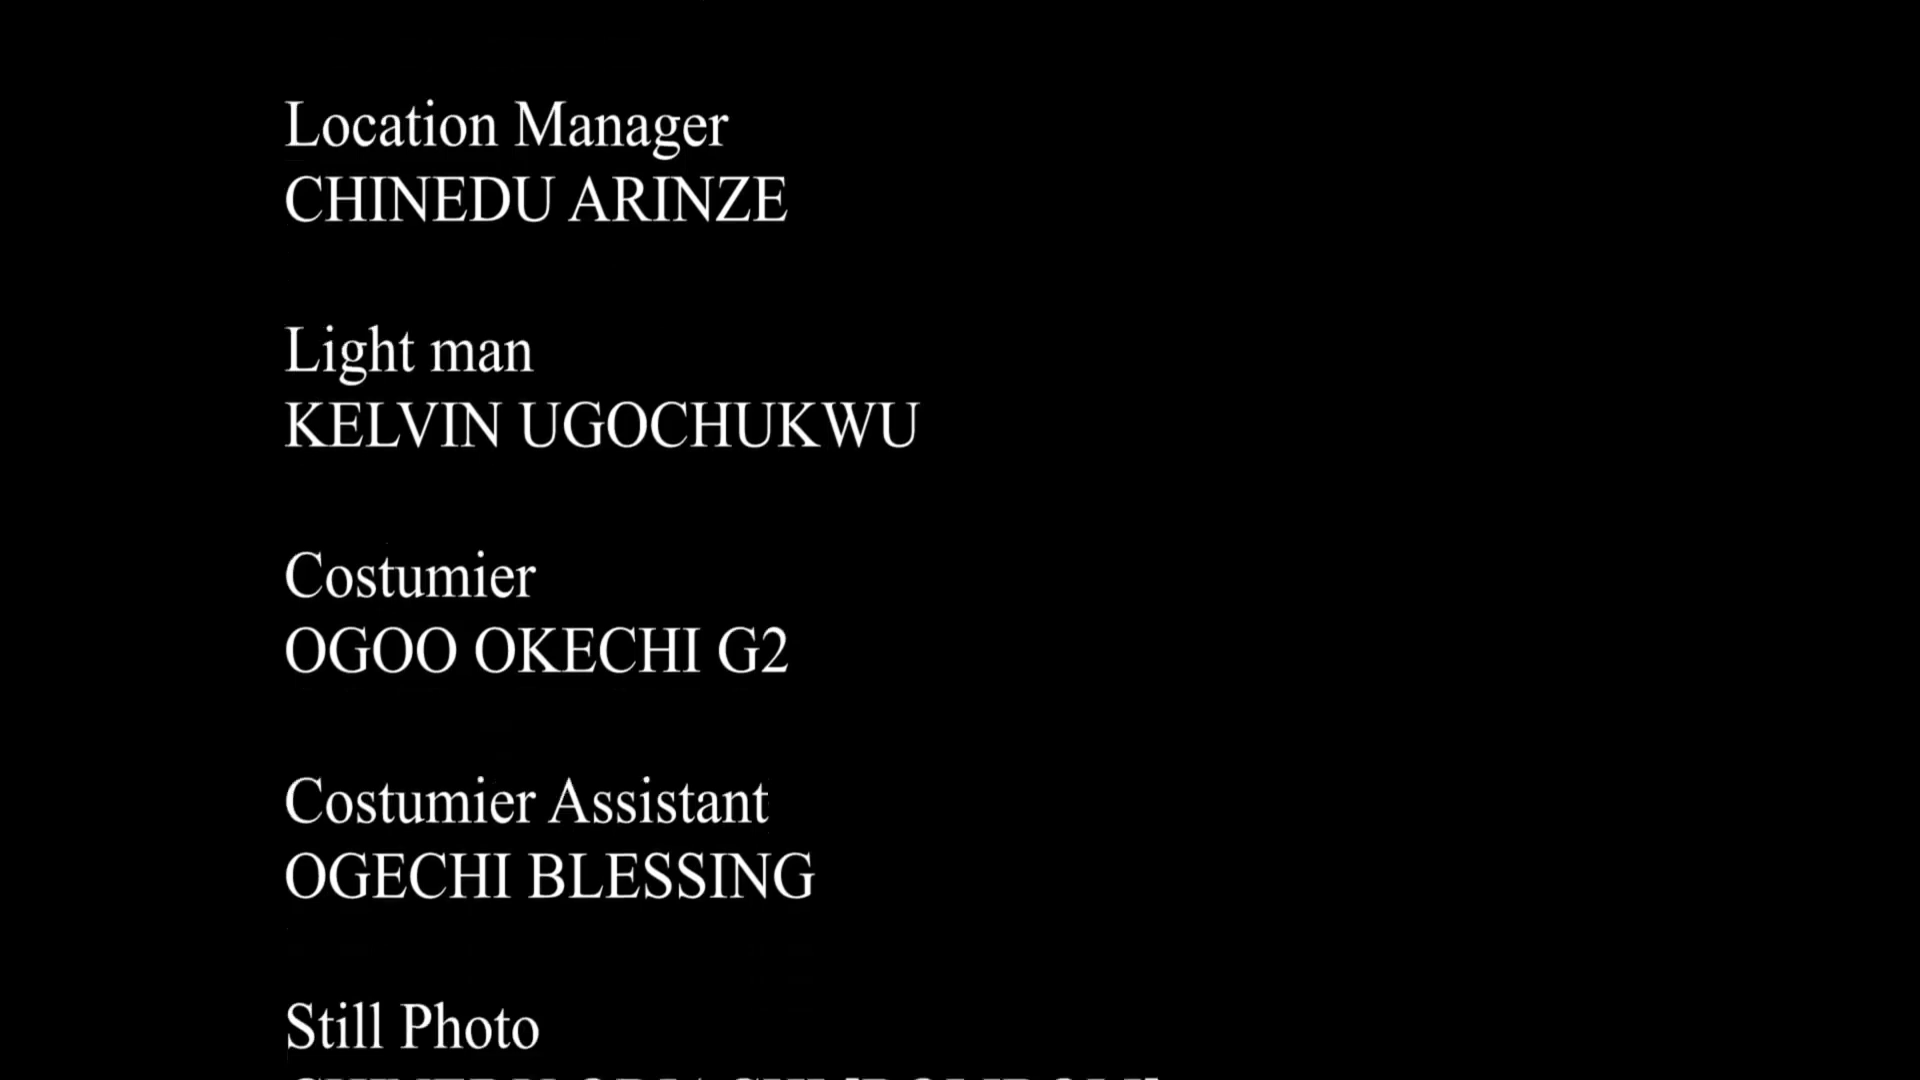 Location Manager
CHINEDU ARINZE
Light man
KELVIN UGOCHUKWU
Costumier
OGOO OKECHI G2
Costumier Assistant
OGECHI BLESSING
Still Photo